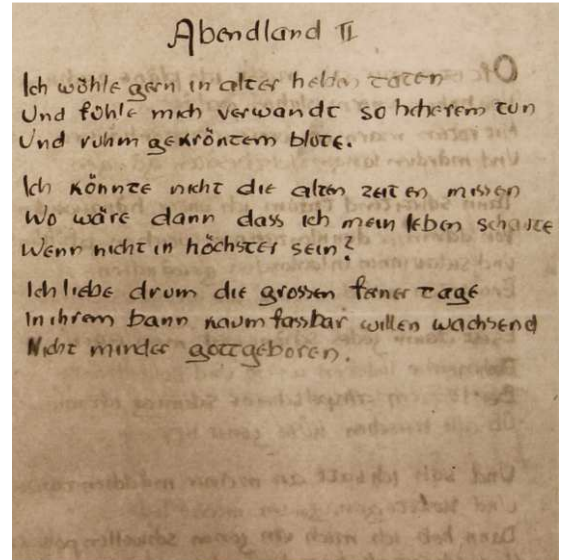 Abendland II
Ich wühle gern in alter helden taten
Und fühle mich verwandt so hcherem tun
Und ruhm gekröntem blute.
Ich könnte nicht die alten zeiten missen
Wo wäre dann dass ich mein leben schaute
Wenn nicht in höchster sein?
Ich liebe drum die grossen ferner tage
In ihrem bann kaum fassbar willen wachsend
Nicht minder gottgeboren.